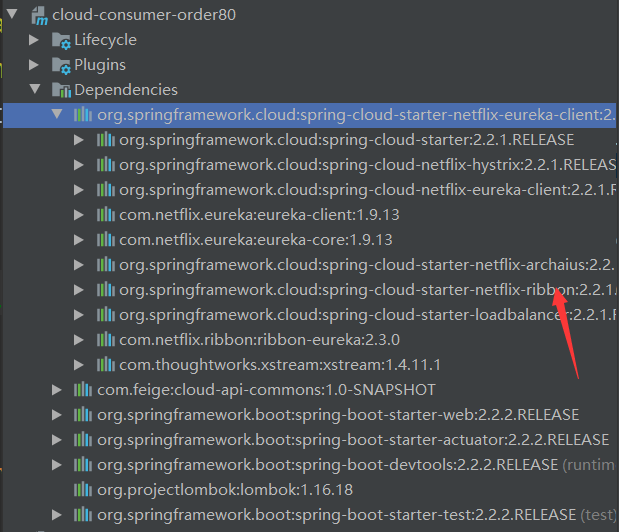 cloud-consumer-order80
Lifecycle
Plugins
Dependencies
org.springframework.cloud:spring-cloud-starter-netflix-eureka-client:2.
org.springframework.cloud:spring-cloud-starter:2.2.1.RELEASE
org.springframework.cloud:spring-cloud-netflix-hystrix:2.2.1.RELEAS
org.springframework.cloud:spring-cloud-netflix-eureka-client:2.2.1.R
com.netflix.eureka:eureka-client:1.9.13
com.netflix.eureka:eureka-core:1.9.13
org.springframework.cloud:spring-cloud-starter-netflix-archaius:2.2.
org.springframework.cloud:spring-cloud-starter-netflix-ribbon:2.2.1.
org.springframework.cloud:spring-cloud-starter-loadbalancer:2.2.1.R
com.netflix.ribbon:ribbon-eureka:2.3.0
com.thoughtworks.xstream:xstream:1.4.11.1
com.feige:cloud-api-commons:1.0-SNAPSHOT
org.springframework.boot:spring-boot-starter-web:2.2.2.RELEASE
org.springframework.boot:spring-boot-starter-actuator:2.2.2.RELEASE
org.springframework.boot:spring-boot-devtools:2.2.2.RELEASE (runtim
org.projectlombok:lombok:1.16.18
org.springframework.boot:spring-boot-starter-test:2.2.2.RELEASE (test)